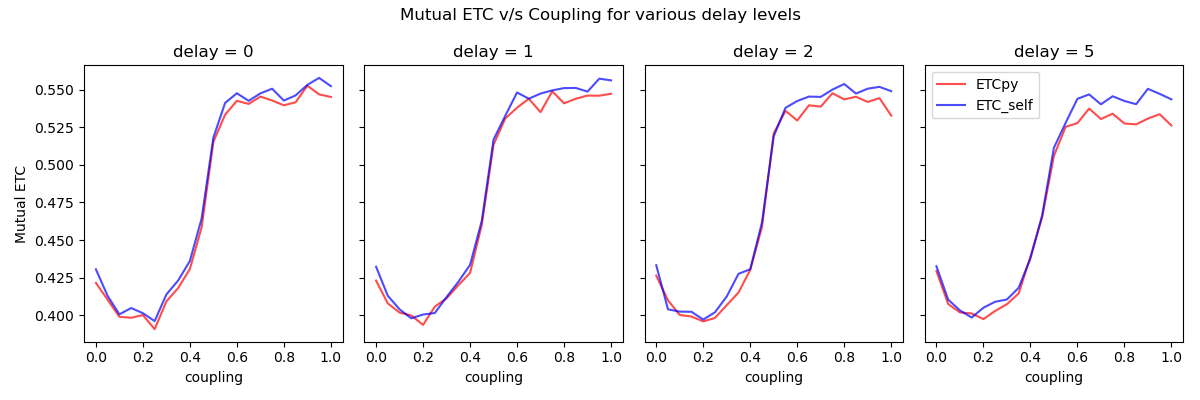 Mutual ETC v/s Coupling for various delay levels
delay = 0
delay = 1
delay = 2
delay = 5
Mutual ETC
0.550
0.525
0.500
0.475
0.450
0.425
0.400
ETCpy
ETC_self
0.0 0.2 0.4 0.6 0.8 1.0
0.0 0.2 0.4 0.6 0.8 1.0
0.0 0.2 0.4 0.6 0.8 1.0
0.0 0.2 0.4 0.6 0.8 1.0
coupling
coupling
coupling
coupling